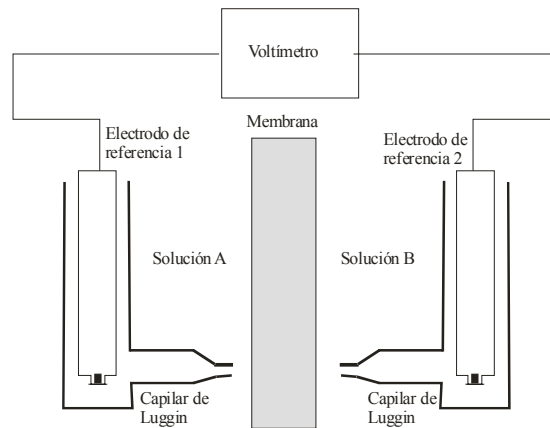 Voltímetro
Membrana
Electrodo de
referencia 1
Electrodo de
referencia 2
Solución A
Solución B
Capilar de
Luggin
Capilar de
Luggin